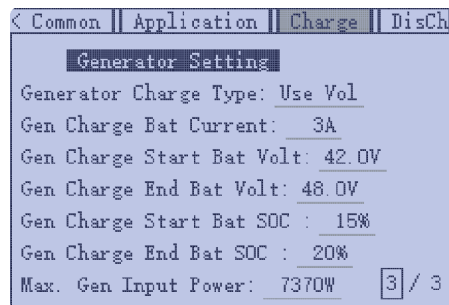 < Common || Application || Charge || DisCh
Generator Setting
Generator Charge Type: Use Vol
Gen Charge Bat Current: 3A
Gen Charge Start Bat Volt: 42.0V
Gen Charge End Bat Volt: 48.0V
Gen Charge Start Bat SOC : 15%
Gen Charge End Bat SOC : 20%
Max. Gen Input Power: 7370W 3 / 3